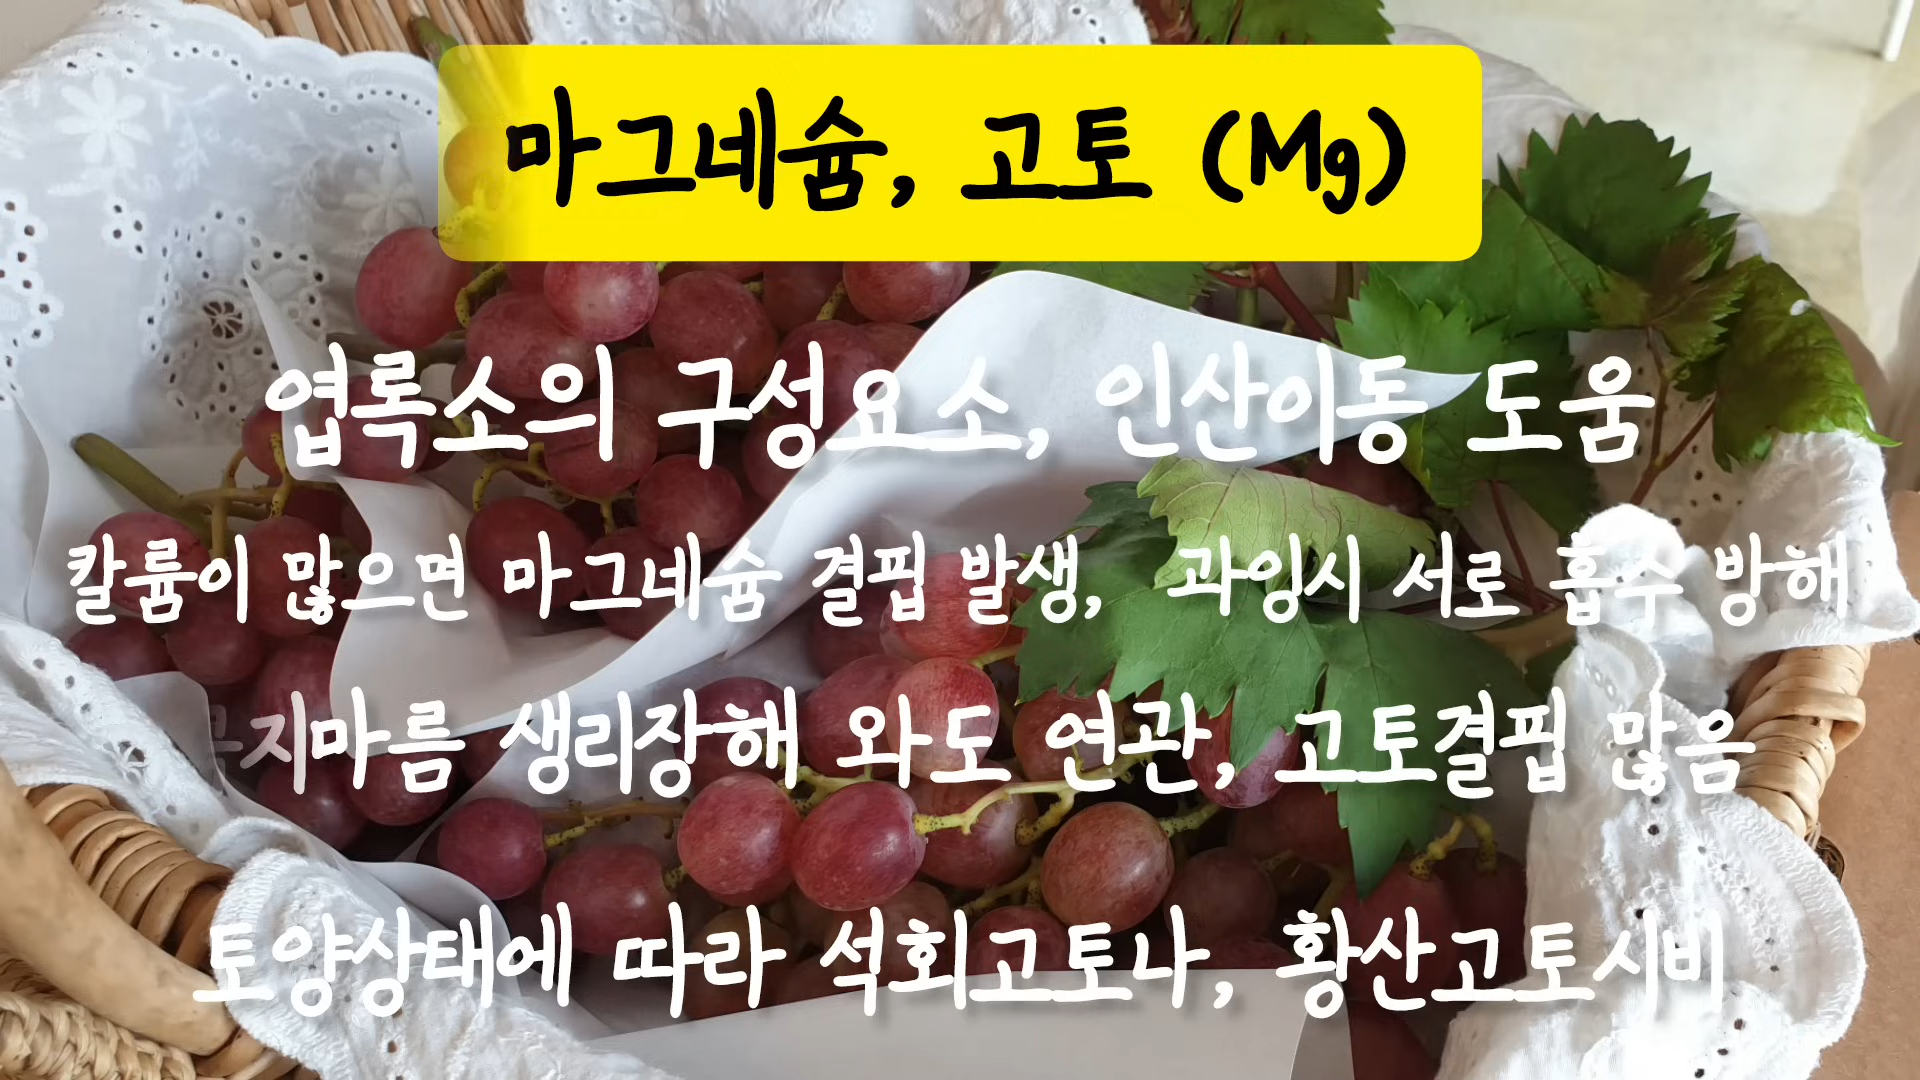 마그네슘, 고토 (Mg)
엽록소의 구성요소, 인산이동 도움
칼륨이 많으면 마그네슘 결핍 발생, 과잉시 서로 흡수 방해
꼭지마름 생리장해 와도 연관, 고토결핍 많음
토양상태에 따라 석회고토나, 황산고토시비